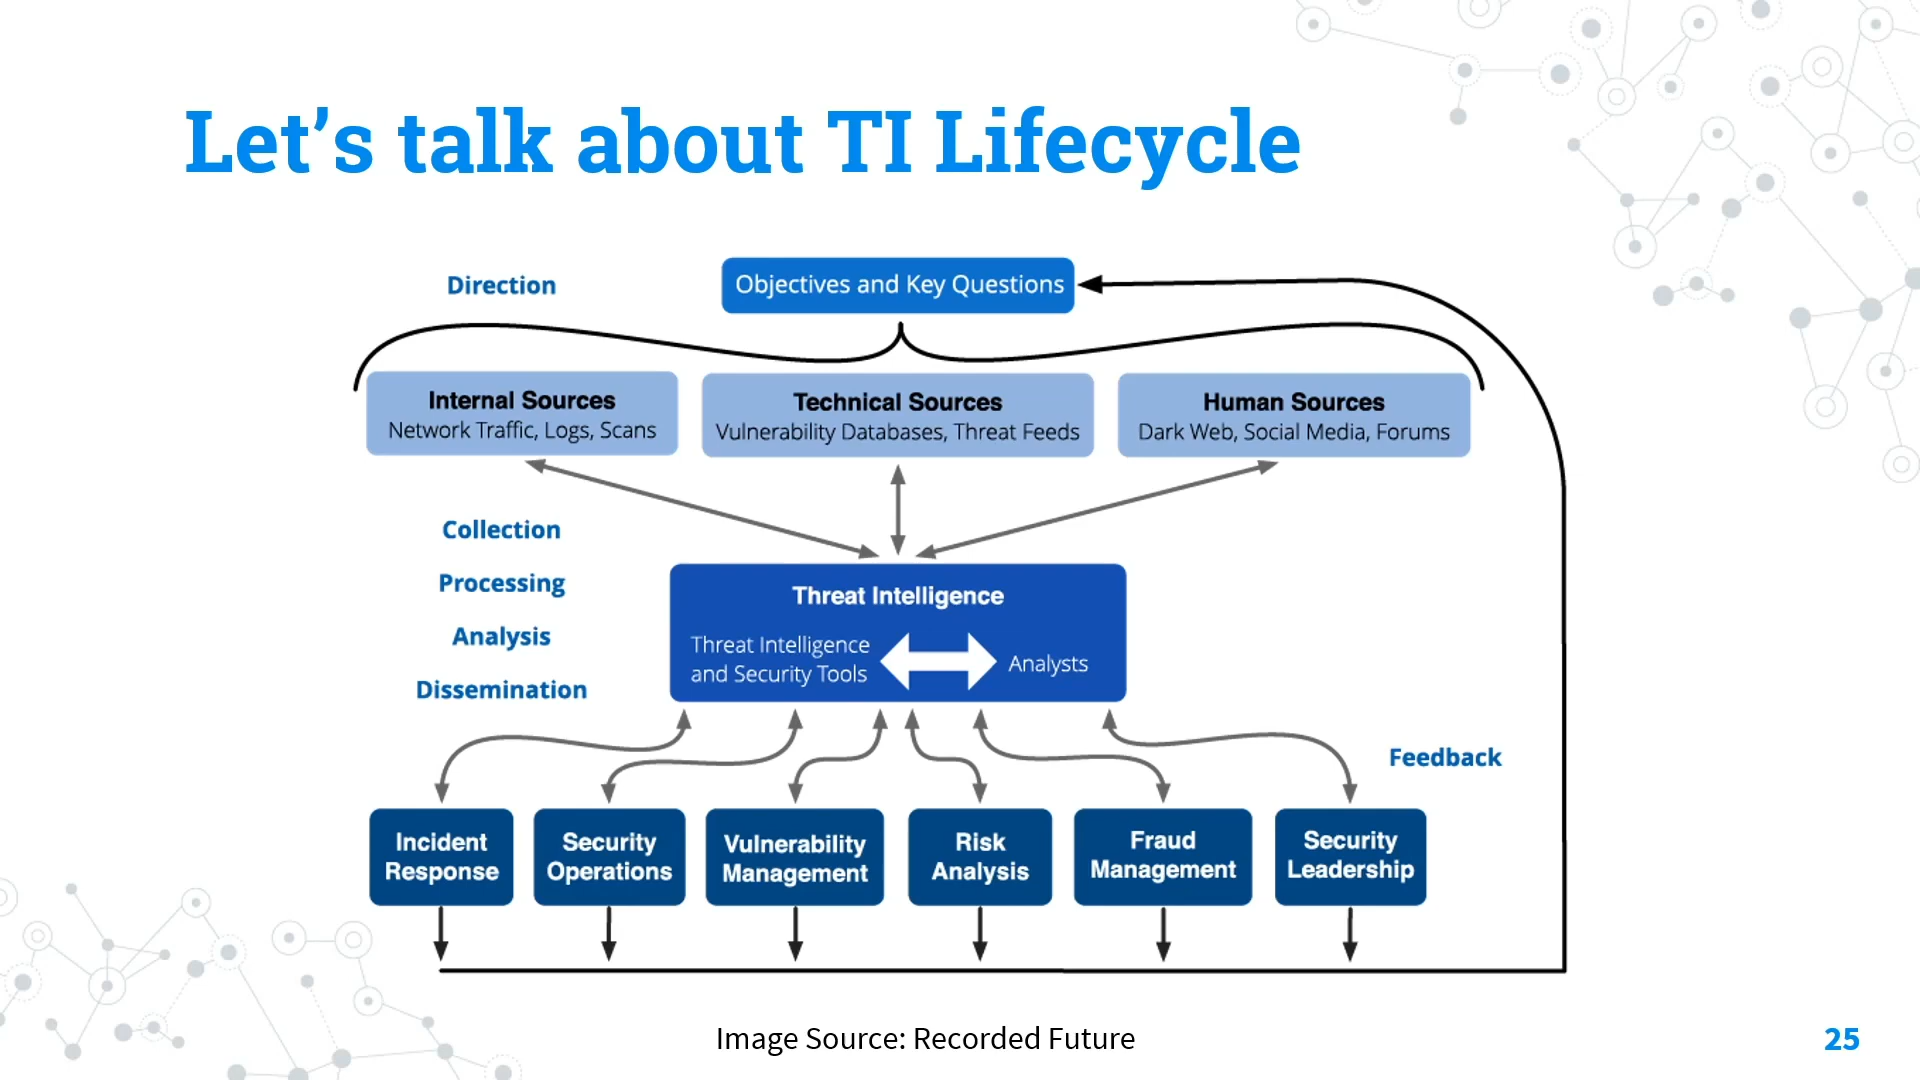 Let's talk about TI Lifecycle
Direction
Objectives and Key Questions
Internal Sources
Network Traffic, Logs, Scans
Technical Sources
Vulnerability Databases, Threat Feeds
Human Sources
Dark Web, Social Media, Forums
Collection
Processing
Analysis
Dissemination
Threat Intelligence
Threat Intelligence
and Security Tools
Analysts
Feedback
Incident
Response
Security
Operations
Vulnerability
Management
Risk
Analysis
Fraud
Management
Security
Leadership
Image Source: Recorded Future
25